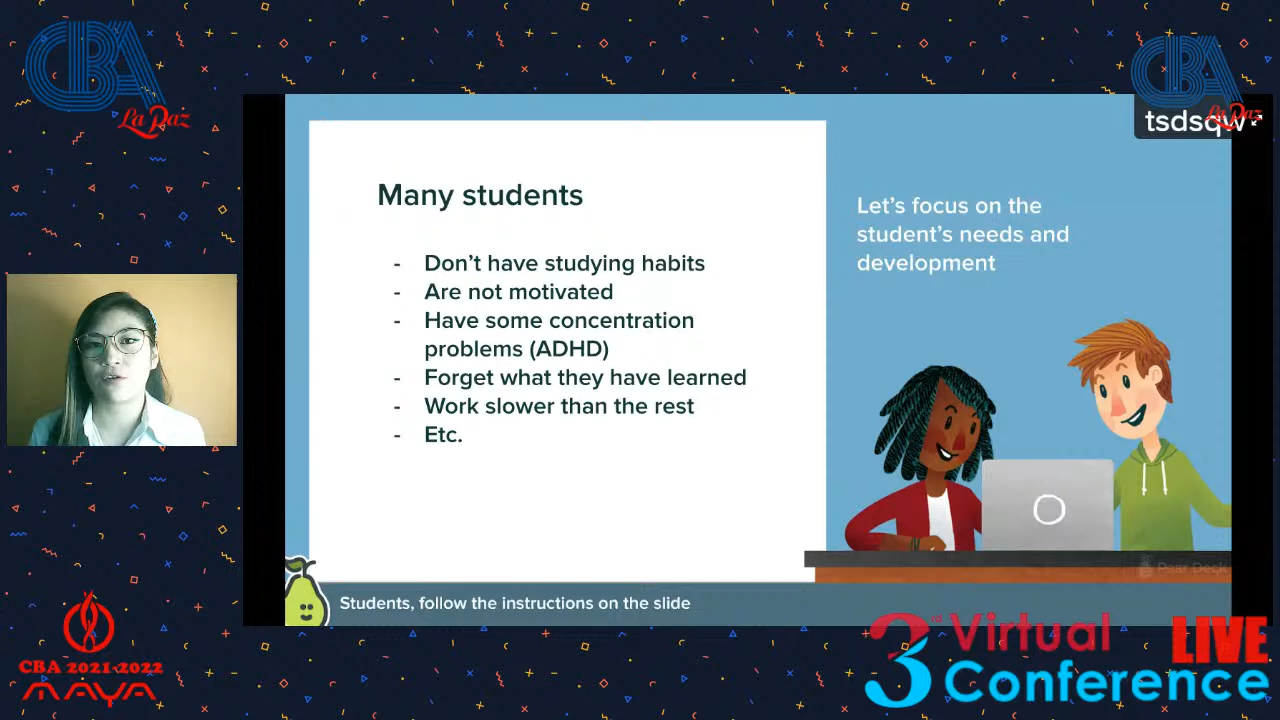 CBA
La Paz
CBA
La Paz
tsdsqw
Many students
Let's focus on the
student's needs and
development
- Don't have studying habits
- Are not motivated
- Have some concentration
problems (ADHD)
- Forget what they have learned
- Work slower than the rest
- Etc.
Pear Deck
Students, follow the instructions on the slide
CBA 2021-2022
MAYA
3rd Virtual
Conference
LIVE